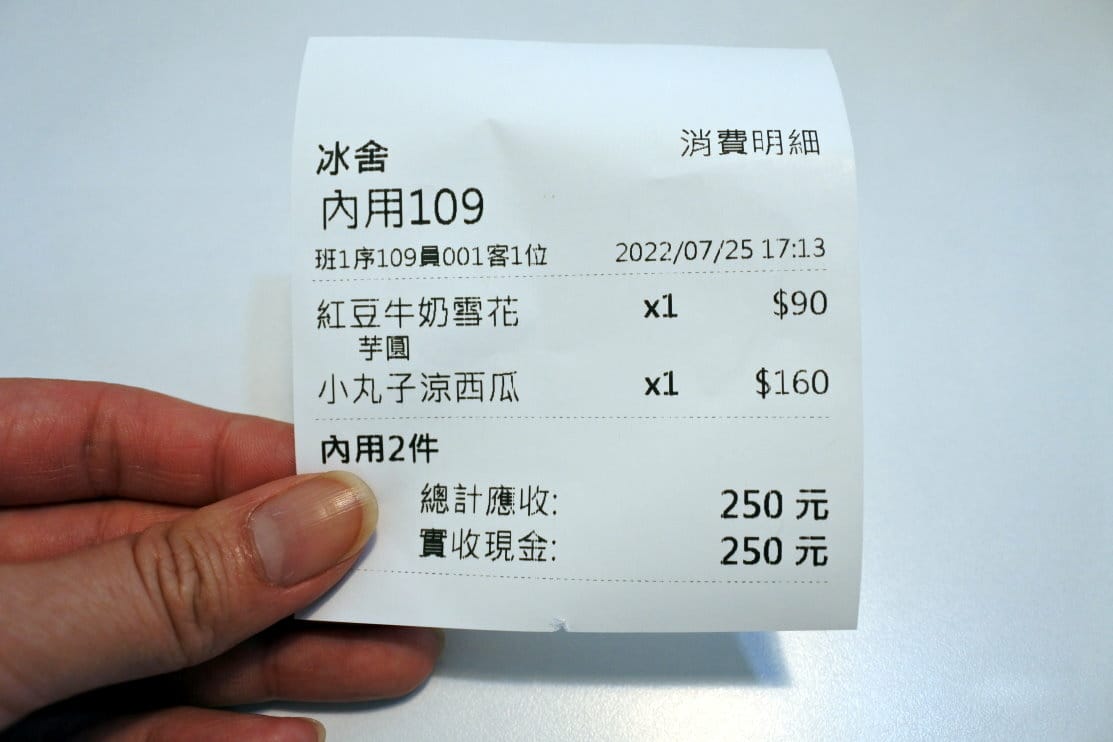 冰舍 消費明細
內用109
班1序109員001客1位 2022/07/25 17:13
紅豆牛奶雪花 x1 $90
芋圓
小丸子涼西瓜 x1 $160
內用2件
總計應收: 250 元
實收現金: 250 元